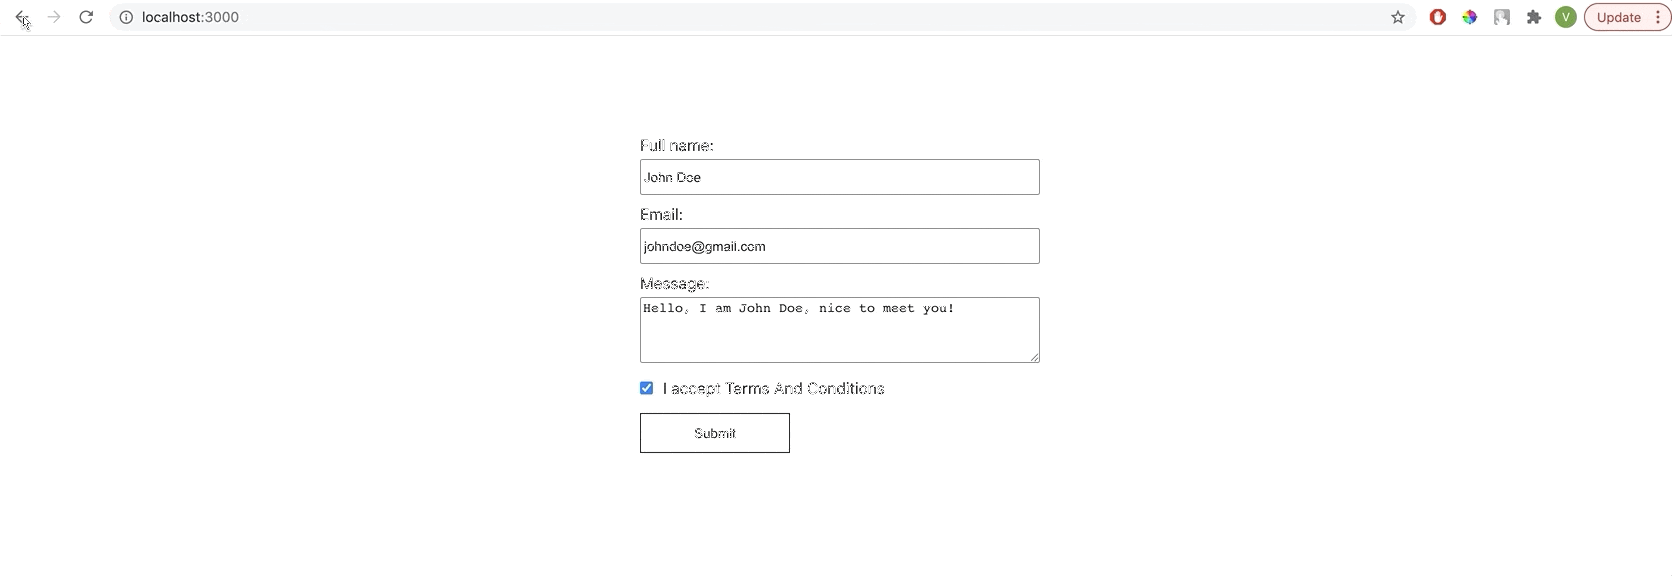 localhost:3000
V
Update
Full name:
John Doe
Email:
johndoe@gmail.com
Message:
Hello, I am John Doe, nice to meet you!
I accept Terms And Conditions
Submit